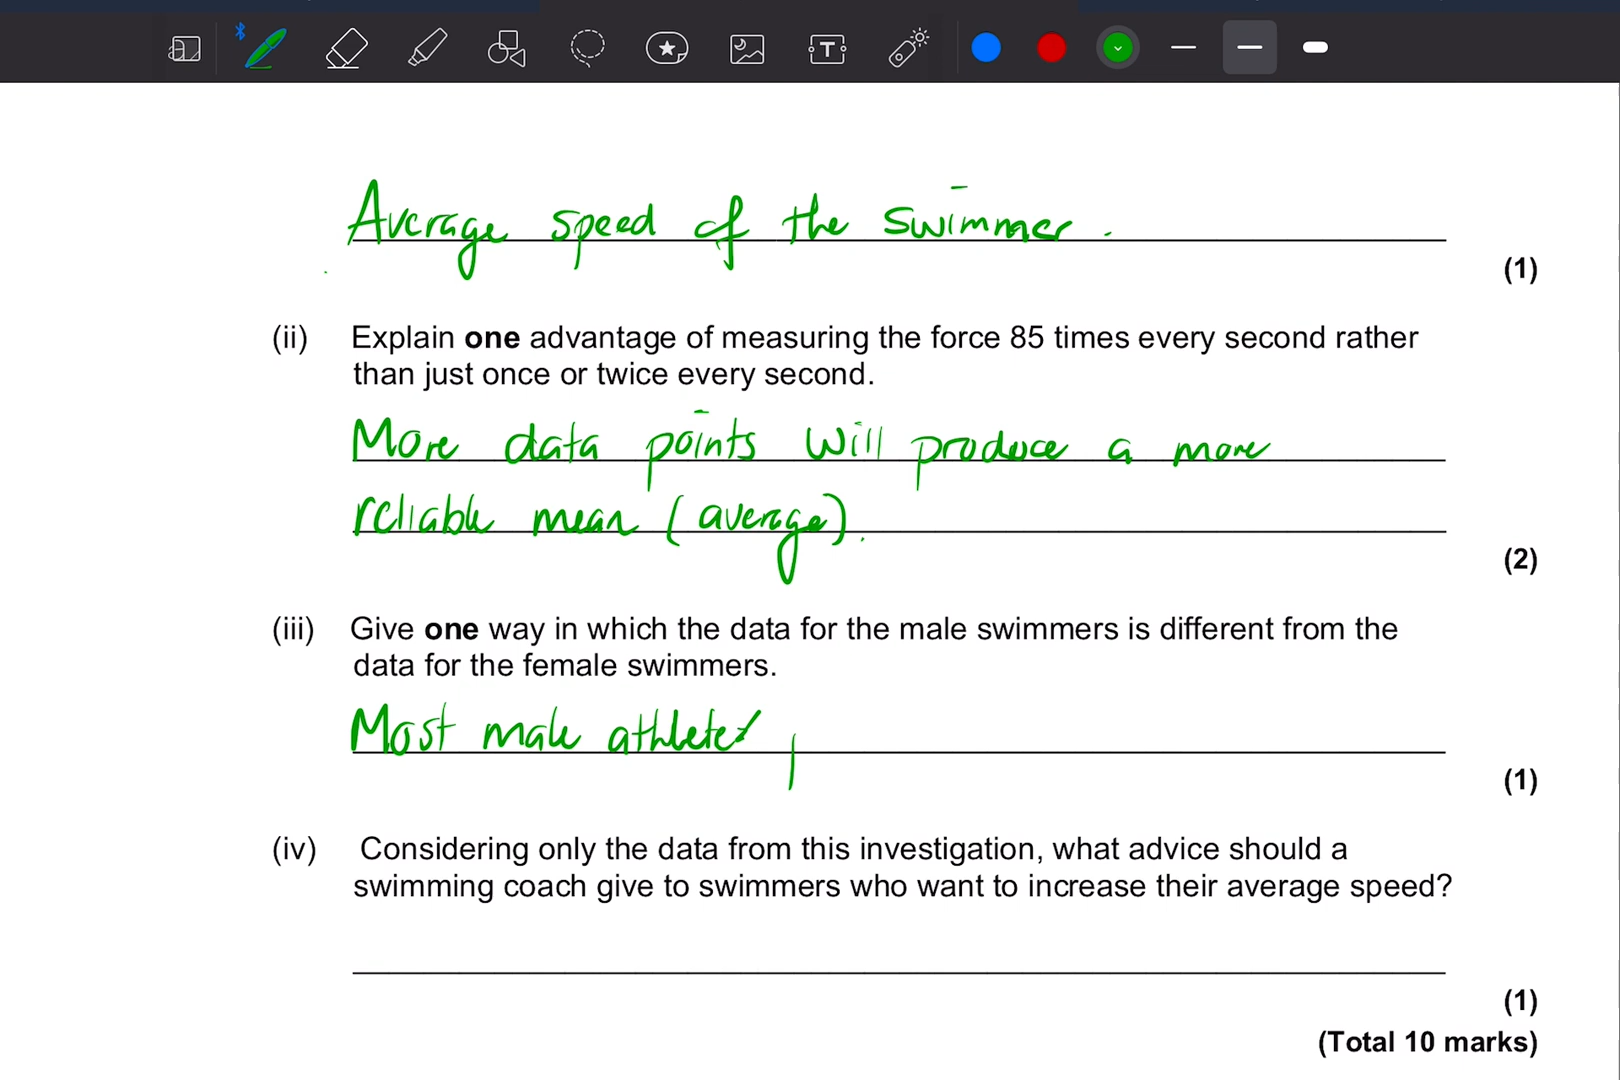 Average speed of the swimmer.
(1)
(ii) Explain one advantage of measuring the force 85 times every second rather
than just once or twice every second.
More data points will produce a more
reliable mean (average).
(2)
(iii) Give one way in which the data for the male swimmers is different from the
data for the female swimmers.
Most male athletes
(1)
(iv) Considering only the data from this investigation, what advice should a
swimming coach give to swimmers who want to increase their average speed?
(1)
(Total 10 marks)